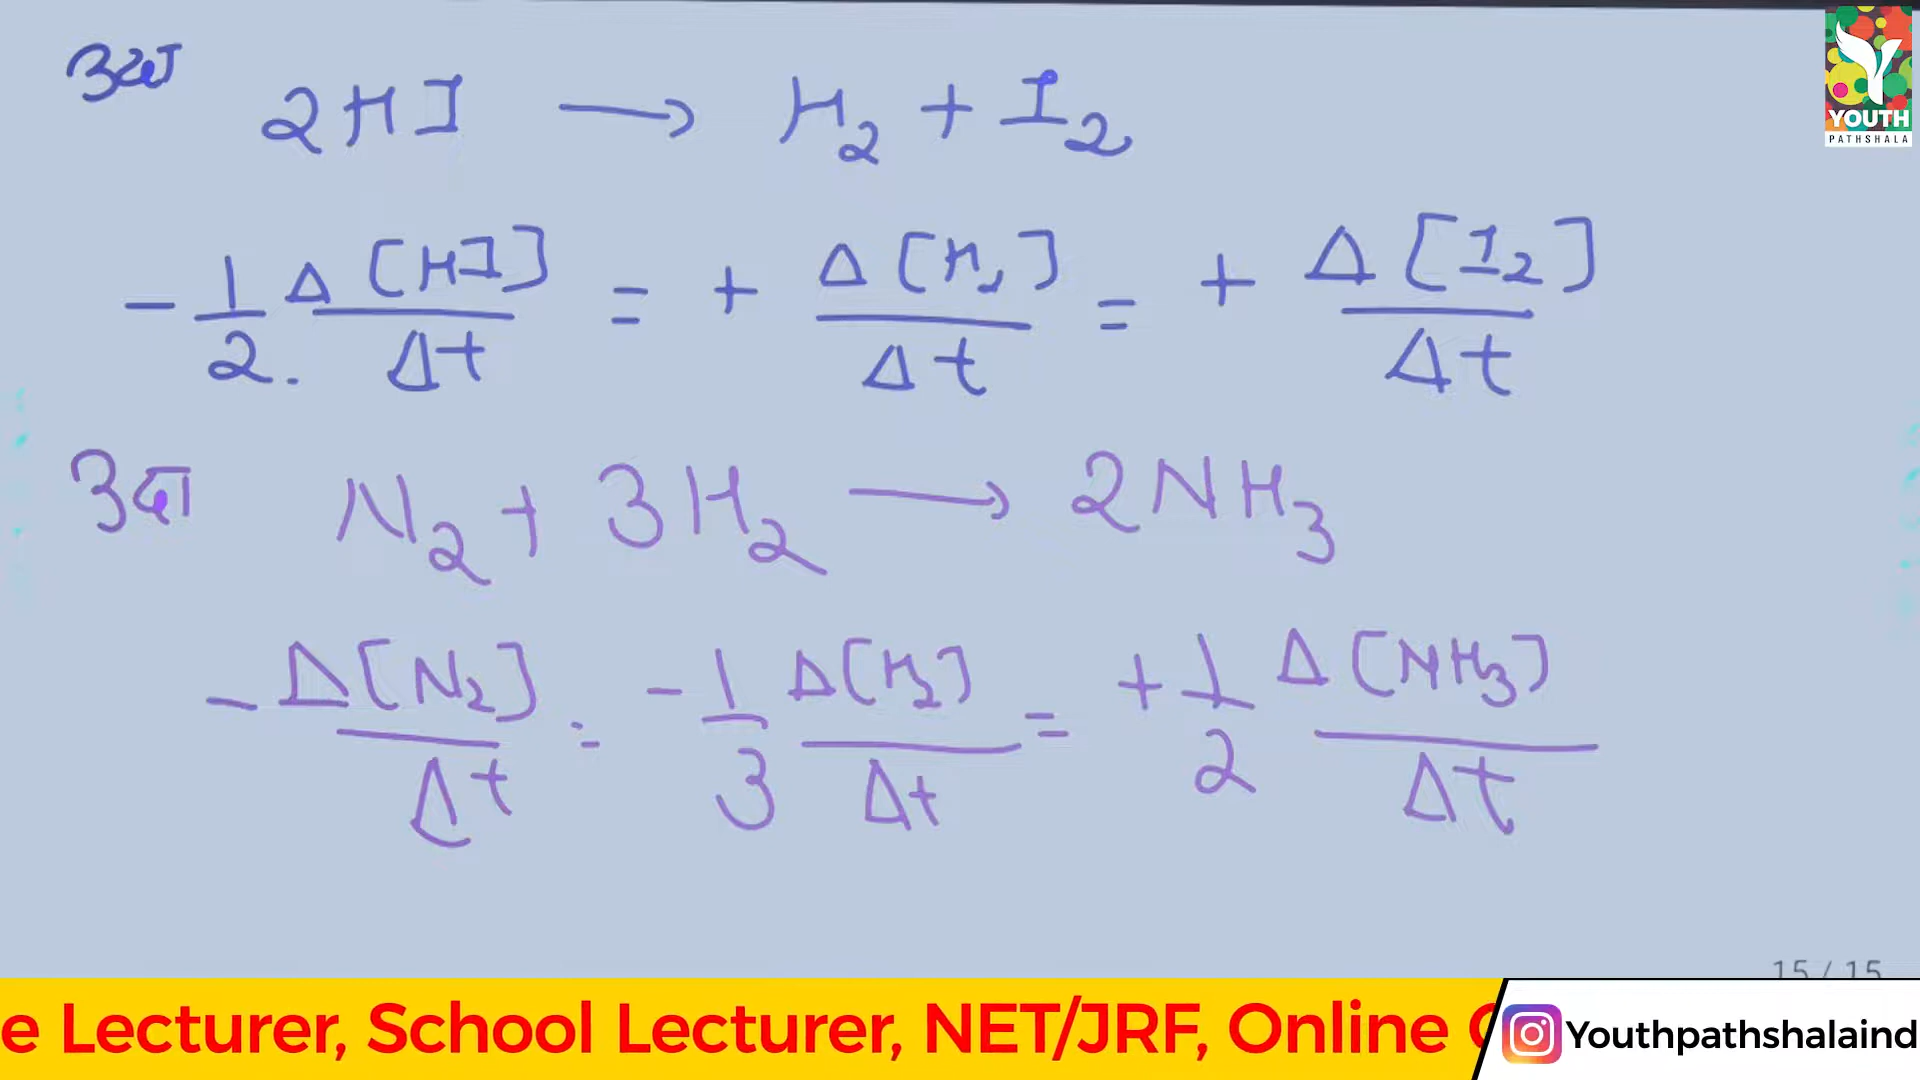 उदा 2HI ⟶ H₂ + I₂
YOUTH
PATHSHALA
- 1/2 Δ[HI]/Δt = + Δ[H₂]/Δt = + Δ[I₂]/Δt
उदा N₂ + 3H₂ ⟶ 2NH₃
- Δ[N₂]/Δt = - 1/3 Δ[H₂]/Δt = + 1/2 Δ[NH₃]/Δt
15 / 15
e Lecturer, School Lecturer, NET/JRF, Online
Youthpathshalaind